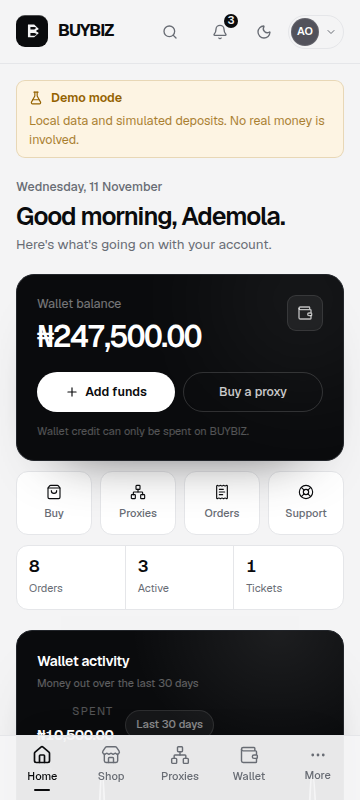 BUYBIZ
3
AO
Demo mode
Local data and simulated deposits. No real money is
involved.
Wednesday, 11 November
Good morning, Ademola.
Here's what's going on with your account.
Wallet balance
₦247,500.00
Add funds
Buy a proxy
Wallet credit can only be spent on BUYBIZ.
Buy
Proxies
Orders
Support
8
3
1
Orders
Active
Tickets
Wallet activity
Money out over the last 30 days
SPENT
₦10,500.00
Last 30 days
Home
Shop
Proxies
Wallet
More